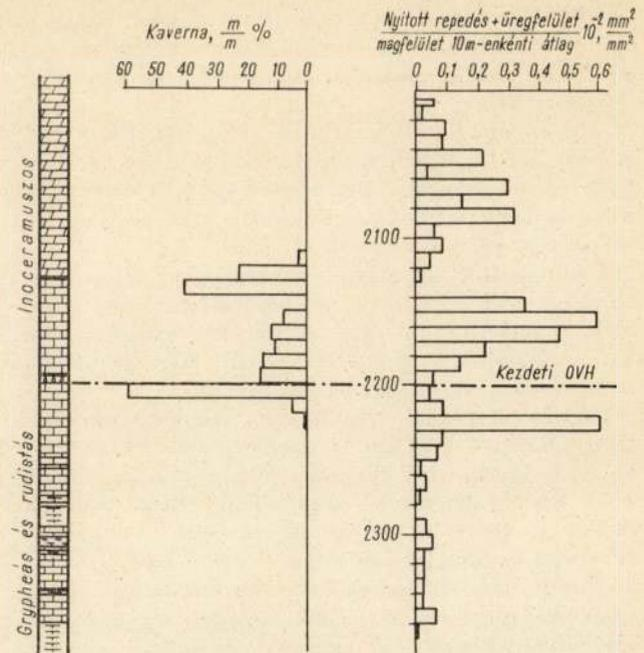 Kaverna, m/m %
60 50 40 30 20 10 0
Nyitott repedés + üregfelület / magfelület 10m-enkénti átlag 10⁻², mm²/mm²
0 0,1 0,2 0,3 0,4 0,5 0,6
Inoceramuszos
2100
Kezdeti OVH
2200
Grypheás és rudistás
2300